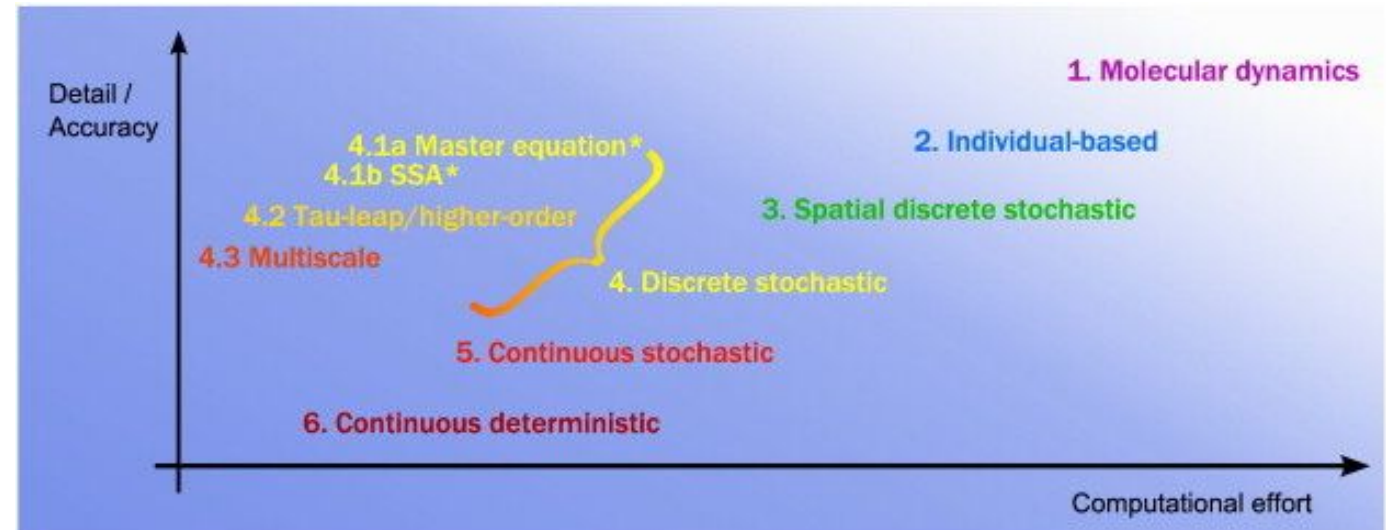 Detail /
Accuracy
1. Molecular dynamics
2. Individual-based
4.1a Master equation*
4.1b SSA*
3. Spatial discrete stochastic
4.2 Tau-leap/higher-order
4.3 Multiscale
4. Discrete stochastic
5. Continuous stochastic
6. Continuous deterministic
Computational effort